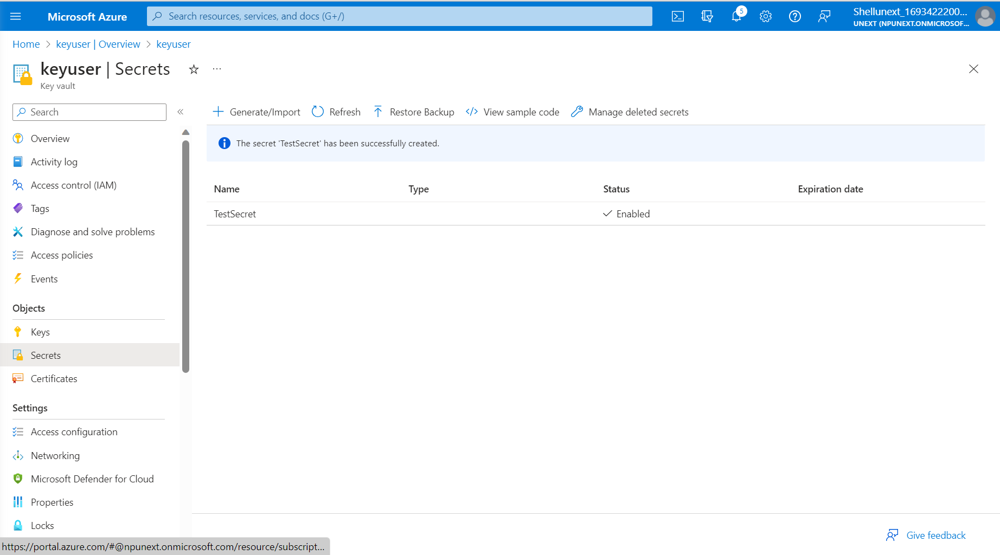 Microsoft Azure
Search resources, services, and docs (G+/)
5
Shellunext_1693422200...
UNEXT (NPUNEXT.ONMICROSOF...
Home > keyuser | Overview > keyuser
keyuser | Secrets
Key vault
Search
Overview
Activity log
Access control (IAM)
Tags
Diagnose and solve problems
Access policies
Events
Objects
Keys
Secrets
Certificates
Settings
Access configuration
Networking
Microsoft Defender for Cloud
Properties
Locks
Generate/Import Refresh Restore Backup View sample code Manage deleted secrets
The secret 'TestSecret' has been successfully created.
Name Type Status Expiration date
TestSecret Enabled
Give feedback
https://portal.azure.com/#@npunext.onmicrosoft.com/resource/subscript...